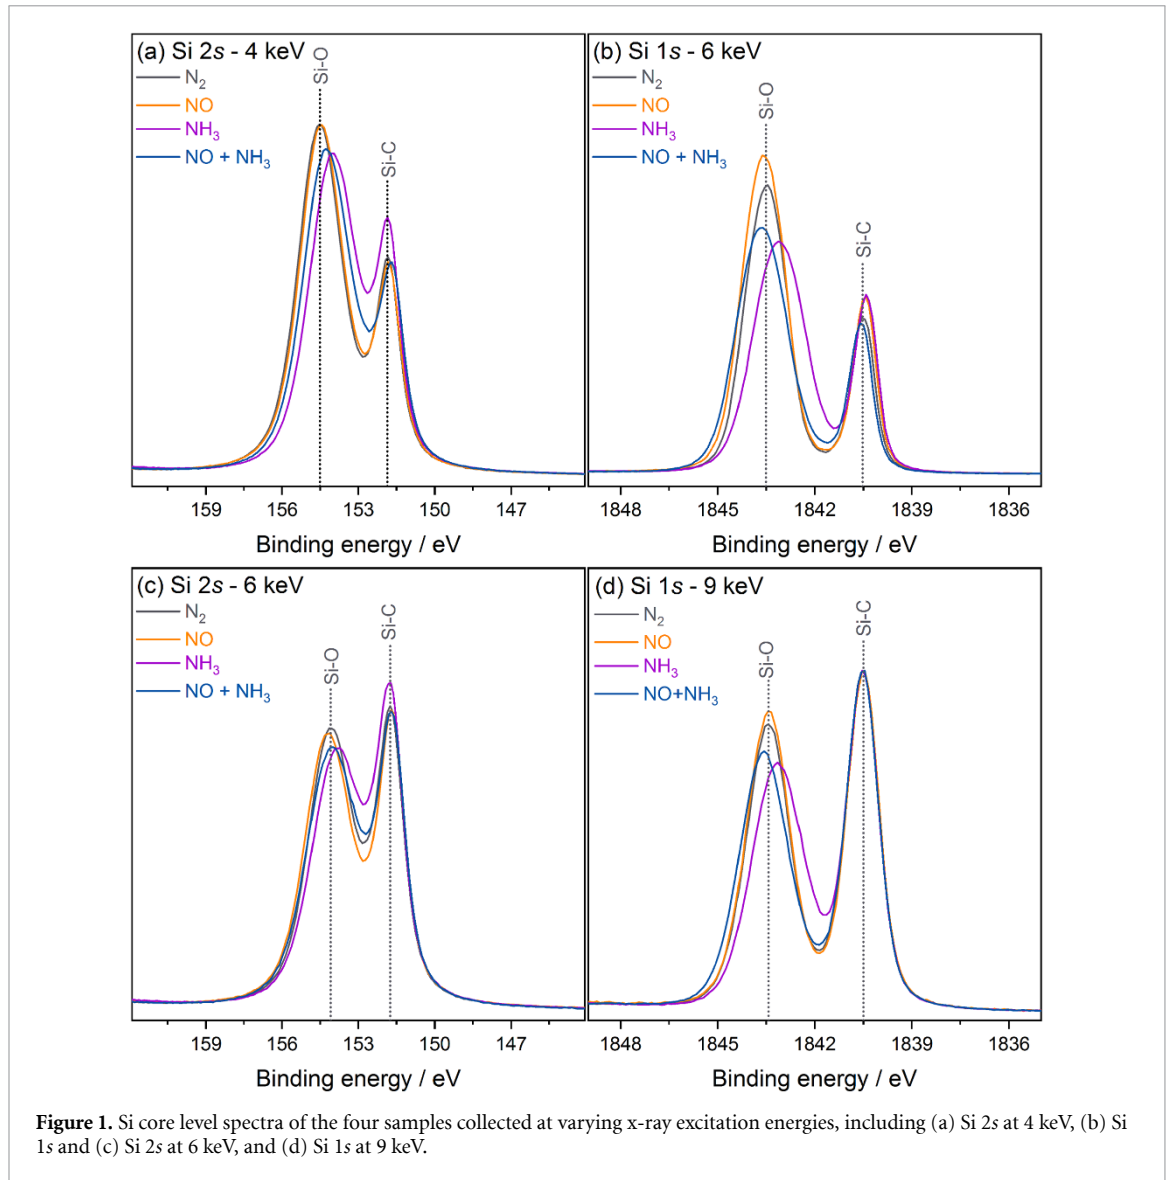 (a) Si 2s - 4 keV
N2
NO
NH3
NO + NH3
Si-O
Si-C
159
156
153
150
147
Binding energy / eV
(b) Si 1s - 6 keV
N2
NO
NH3
NO + NH3
Si-O
Si-C
1848
1845
1842
1839
1836
Binding energy / eV
(c) Si 2s - 6 keV
N2
NO
NH3
NO + NH3
Si-O
Si-C
159
156
153
150
147
Binding energy / eV
(d) Si 1s - 9 keV
N2
NO
NH3
NO+NH3
Si-O
Si-C
1848
1845
1842
1839
1836
Binding energy / eV
Figure 1. Si core level spectra of the four samples collected at varying x-ray excitation energies, including (a) Si 2s at 4 keV, (b) Si
1s and (c) Si 2s at 6 keV, and (d) Si 1s at 9 keV.